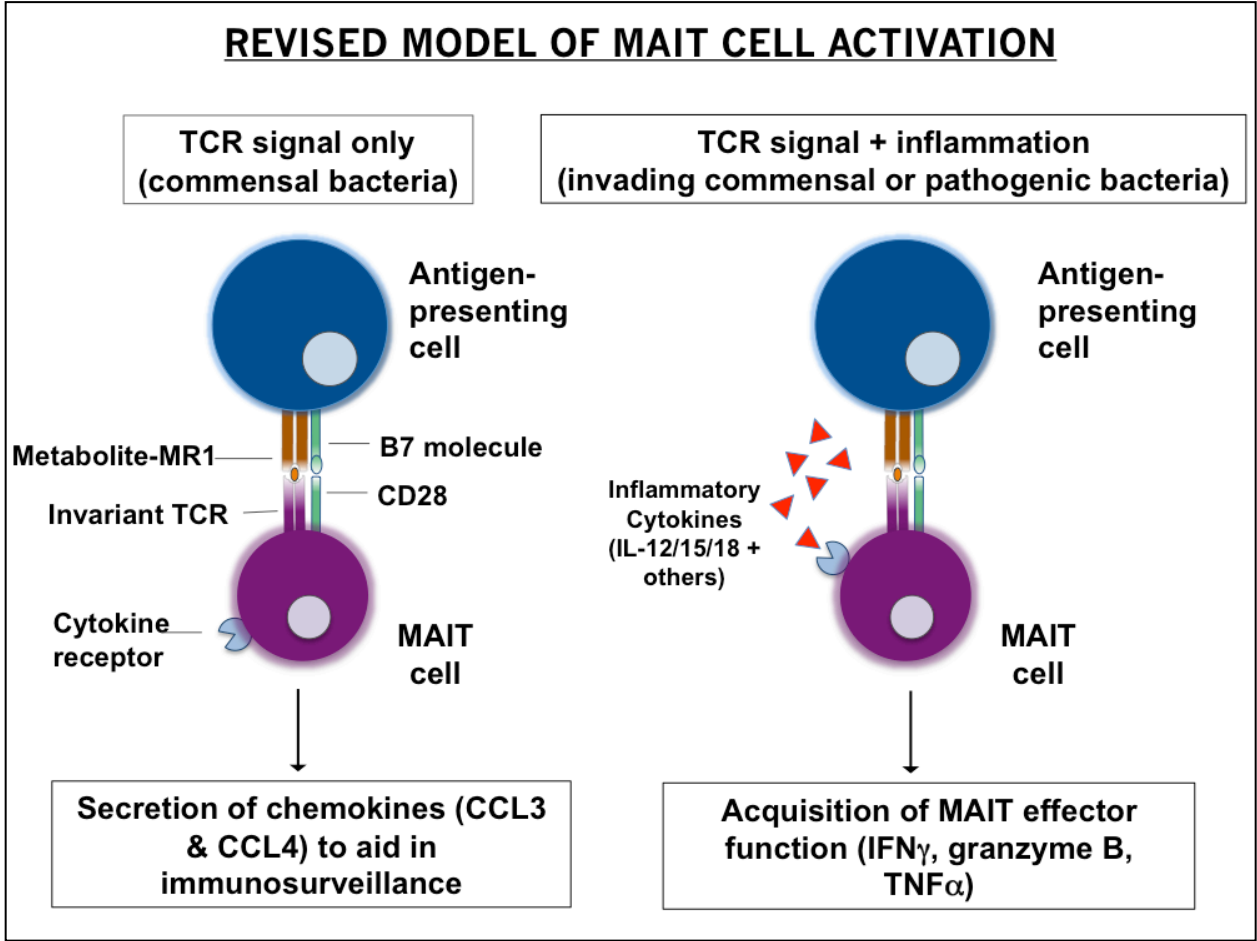 REVISED MODEL OF MAIT CELL ACTIVATION
TCR signal only
(commensal bacteria)
TCR signal + inflammation
(invading commensal or pathogenic bacteria)
Antigen-
presenting
cell
Metabolite-MR1
B7 molecule
CD28
Invariant TCR
Cytokine
receptor
MAIT
cell
Secretion of chemokines (CCL3
& CCL4) to aid in
immunosurveillance
Antigen-
presenting
cell
Inflammatory
Cytokines
(IL-12/15/18 +
others)
MAIT
cell
Acquisition of MAIT effector
function (IFNγ, granzyme B,
TNFα)